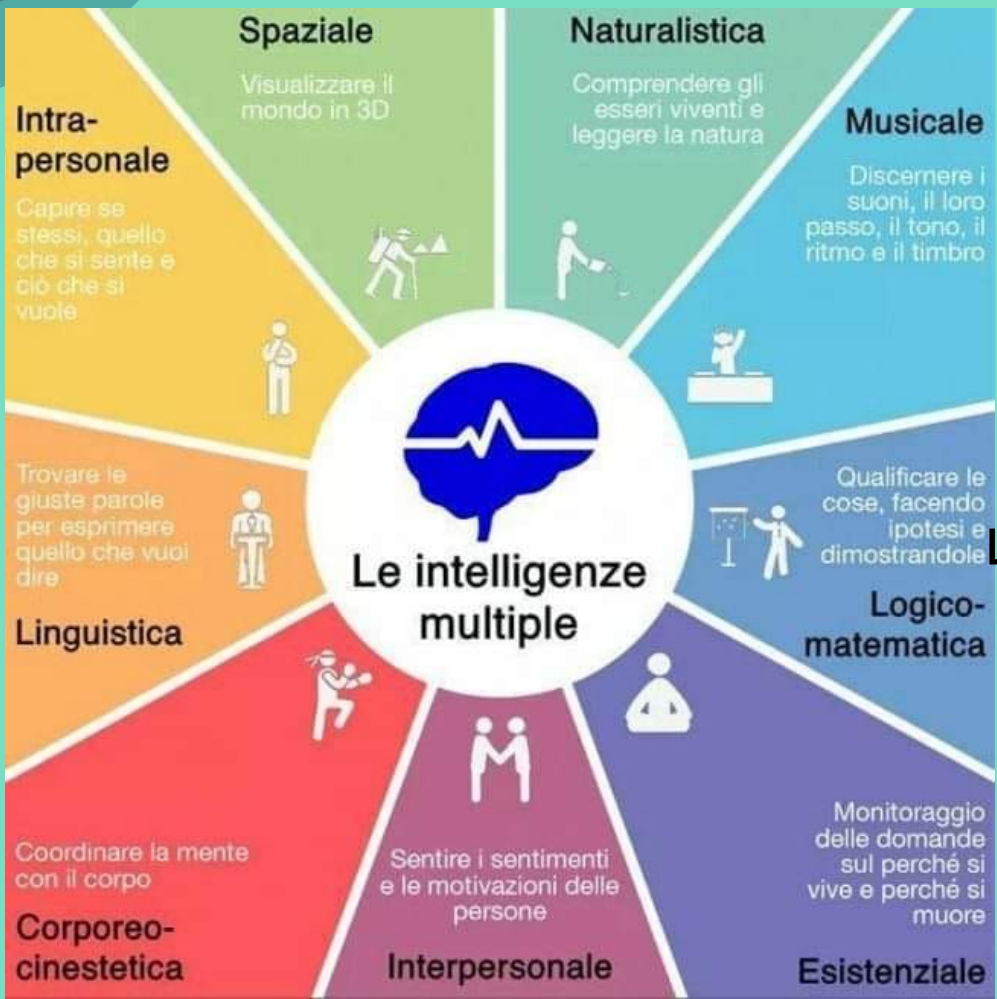 Spaziale
Visualizzare il
mondo in 3D
Naturalistica
Comprendere gli
esseri viventi e
leggere la natura
Musicale
Discernere i
suoni, il loro
passo, il tono, il
ritmo e il timbro
Qualificare le
cose, facendo
ipotesi e
dimostrandole
L
Logico-
matematica
Monitoraggio
delle domande
sul perché si
vive e perché si
muore
Esistenziale
Sentire i sentimenti
e le motivazioni delle
persone
Interpersonale
Coordinare la mente
con il corpo
Corporeo-
cinestetica
Trovare le
giuste parole
per esprimere
quello che vuoi
dire
Linguistica
Intra-
personale
Capire se
stessi, quello
che si sente e
ciò che si
vuole
Le intelligenze
multiple